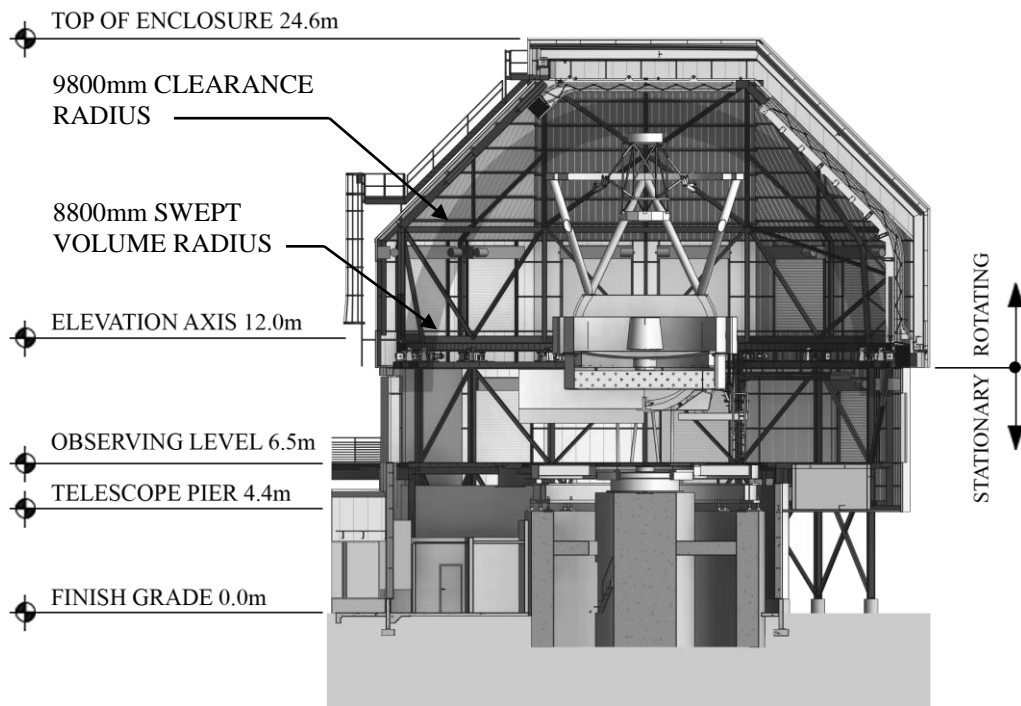 TOP OF ENCLOSURE 24.6m
9800mm CLEARANCE
RADIUS
8800mm SWEPT
VOLUME RADIUS
ELEVATION AXIS 12.0m
OBSERVING LEVEL 6.5m
TELESCOPE PIER 4.4m
FINISH GRADE 0.0m
ROTATING
STATIONARY